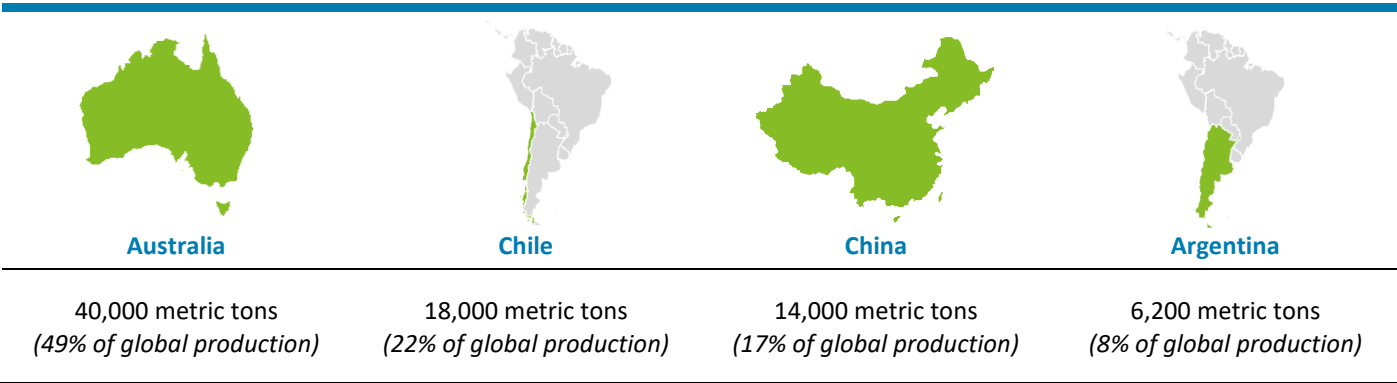 Australia
Chile
China
Argentina
40,000 metric tons
(49% of global production)
18,000 metric tons
(22% of global production)
14,000 metric tons
(17% of global production)
6,200 metric tons
(8% of global production)